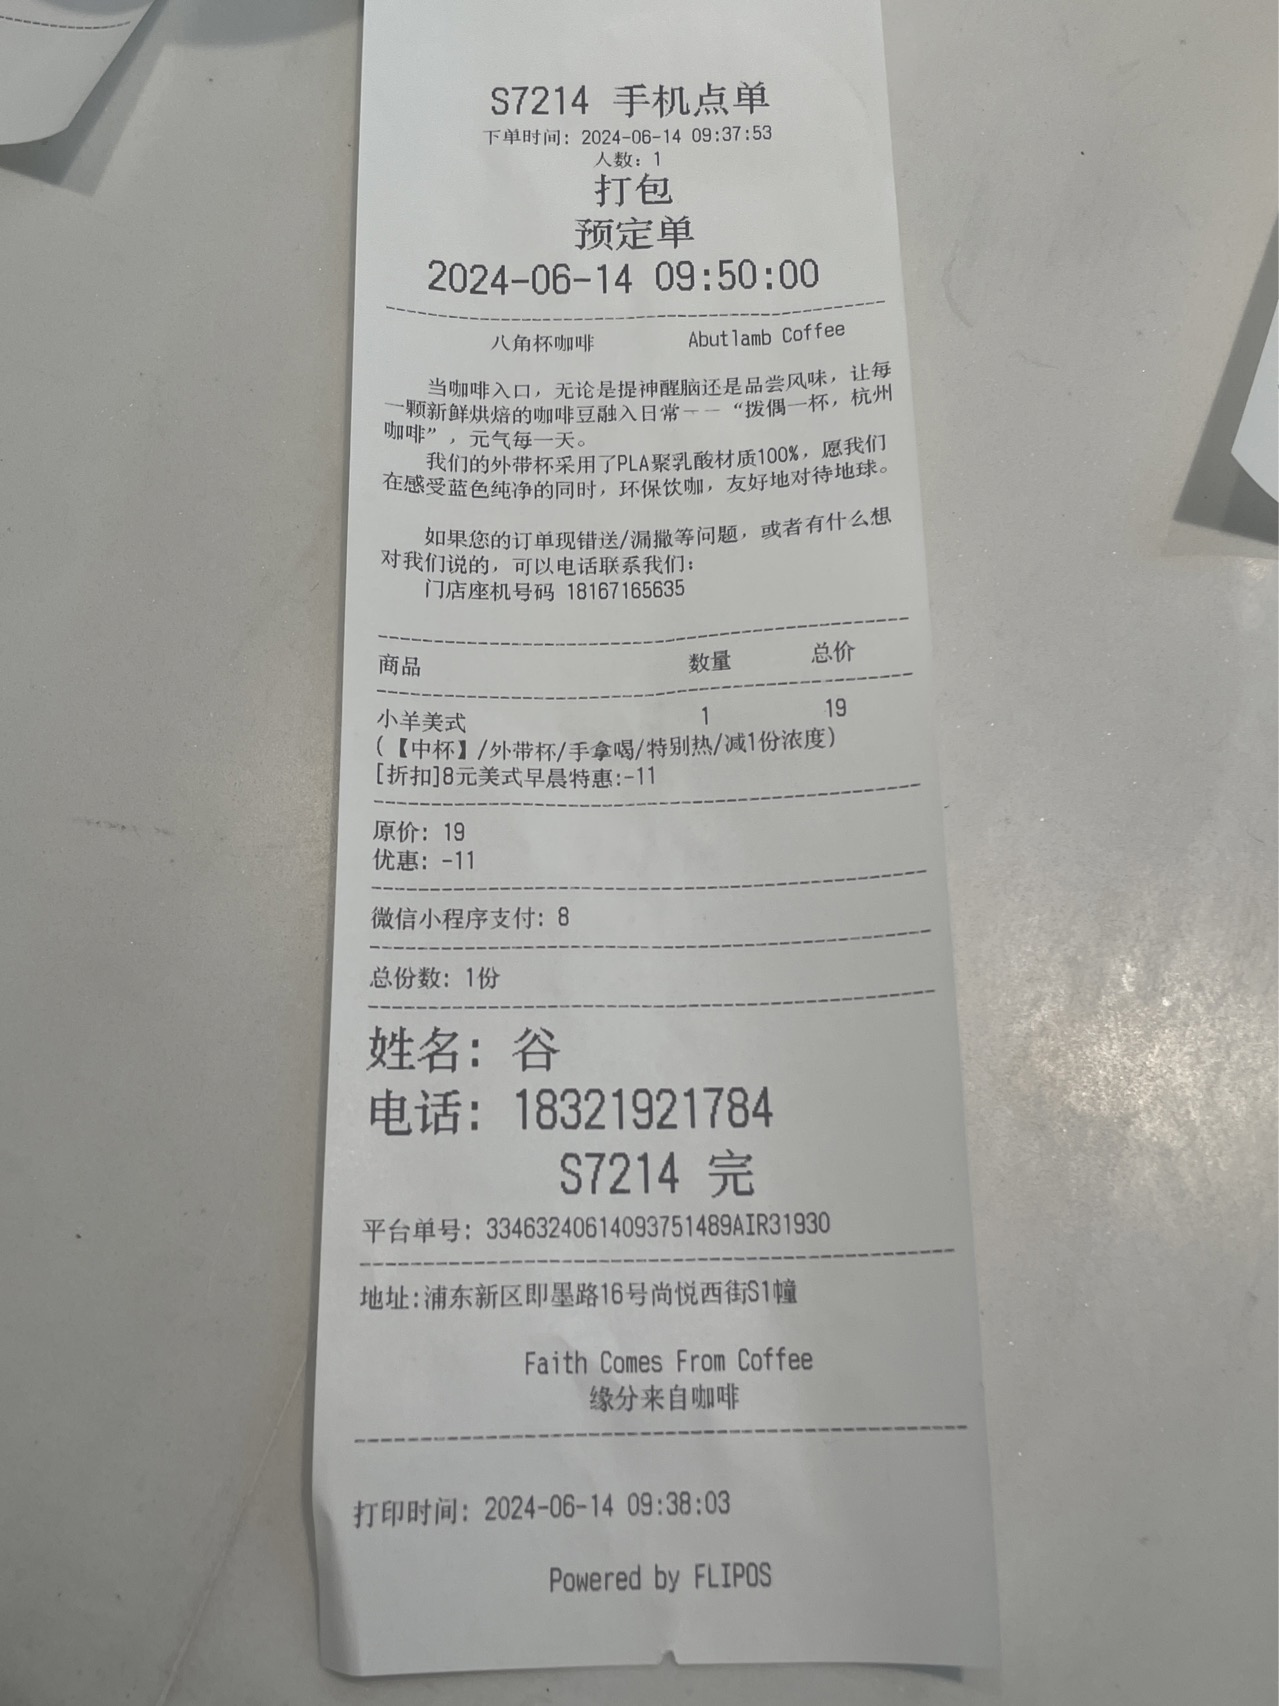 S7214 手机点单
下单时间: 2024-06-14 09:37:53
人数: 1
打包
预定单
2024-06-14 09:50:00
八角杯咖啡 Abutlamb Coffee
当咖啡入口，无论是提神醒脑还是品尝风味，让每
一颗新鲜烘焙的咖啡豆融入日常——“拨偶一杯，杭州
咖啡”，元气每一天。
我们的外带杯采用了PLA聚乳酸材质100%，愿我们
在感受蓝色纯净的同时，环保饮咖，友好地对待地球。
如果您的订单现错送/漏撒等问题，或者有什么想
对我们说的，可以电话联系我们:
门店座机号码 18167165635
商品 数量 总价
小羊美式 1 19
(【中杯】/外带杯/手拿喝/特别热/减1份浓度)
[折扣]8元美式早晨特惠:-11
原价: 19
优惠: -11
微信小程序支付: 8
总份数: 1份
姓名: 谷
电话: 18321921784
S7214 完
平台单号: 33463240614093751489AIR31930
地址:浦东新区即墨路16号尚悦西街S1幢
Faith Comes From Coffee
缘分来自咖啡
打印时间: 2024-06-14 09:38:03
Powered by FLIPOS